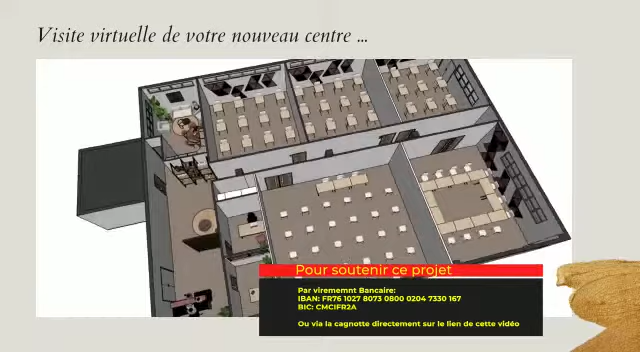 Visite virtuelle de votre nouveau centre ...
Pour soutenir ce projet
Par virememnt Bancaire:
IBAN: FR76 1027 8073 0800 0204 7330 167
BIC: CMCIFR2A
Ou via la cagnotte directement sur le lien de cette vidéo